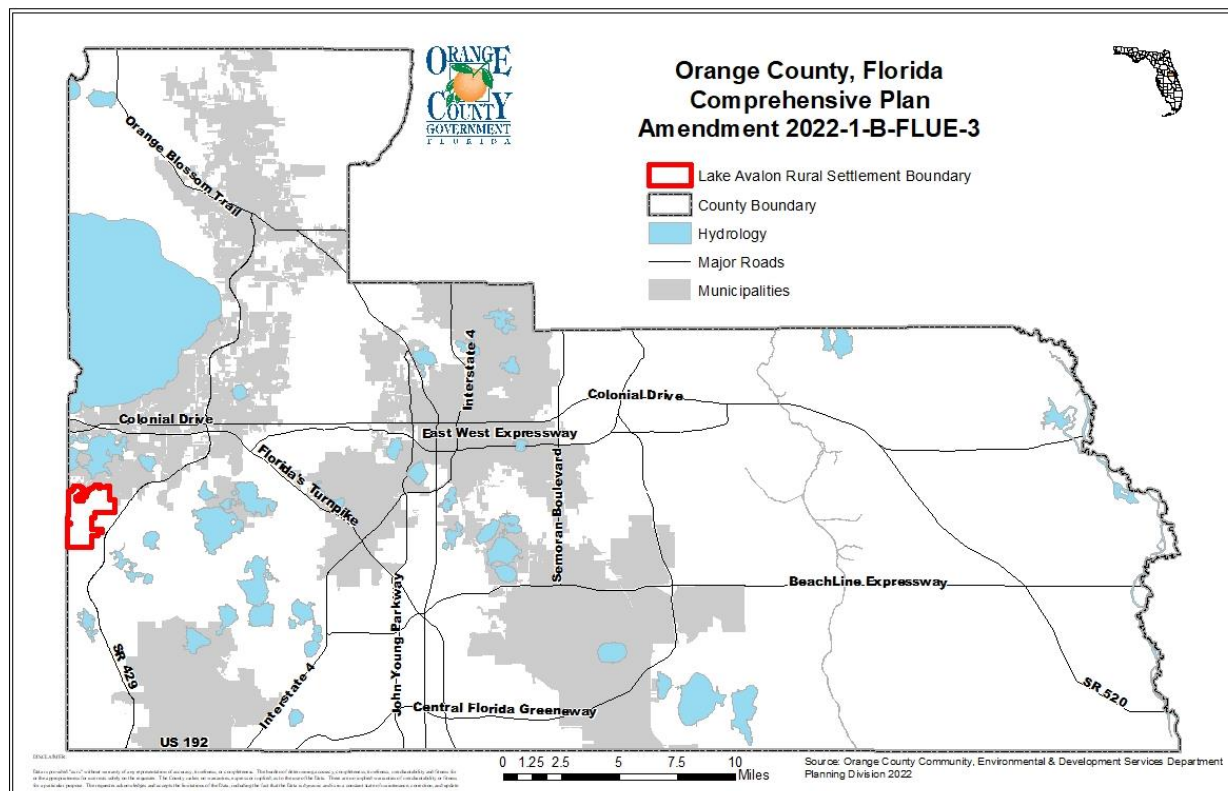 ORANGE
COUNTY
GOVERNMENT
FLORIDA
Orange County, Florida
Comprehensive Plan
Amendment 2022-1-B-FLUE-3
Lake Avalon Rural Settlement Boundary
County Boundary
Hydrology
Major Roads
Municipalities
Orange Blossom Trail
Interstate 4
Colonial Drive
Colonial Drive
East West Expressway
Florida's Turnpike
Semoran Boulevard
BeachLine Expressway
John Young Parkway
SR 429
Interstate 4
Central Florida Greeneway
SR 520
US 192
0 1.25 2.5 5 7.5 10
Miles
Source: Orange County Community, Environmental & Development Services Department
Planning Division 2022
DISCLAIMER: